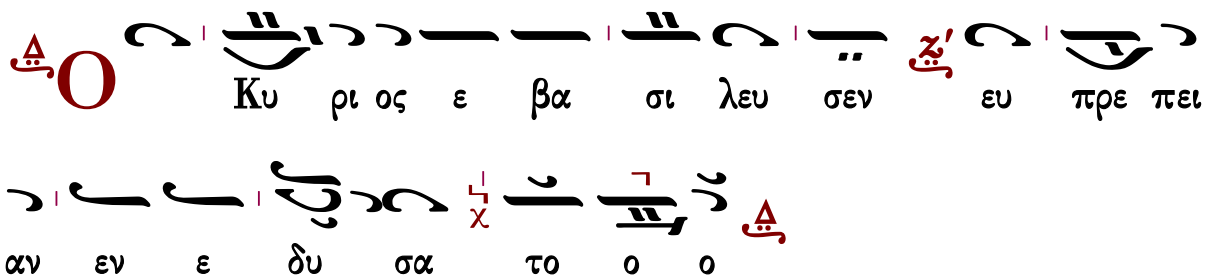 Ο Κυ ρι ος ε βα σι λευ σεν ευ πρε πει
αν εν ε δυ σα το ο ο